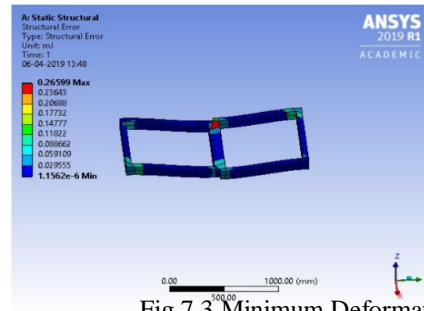 A: Static Structural
Structural Error
Type: Structural Error
Unit: mJ
Time: 1
06-04-2019 13:48
0.26599 Max
0.23643
0.20688
0.17732
0.14777
0.11822
0.088662
0.059109
0.029555
1.1562e-6 Min
ANSYS
2019 R1
ACADEMIC
0.00
1000.00 (mm)
500.00
Z
X
Fig 7.3 Minimum Deforma